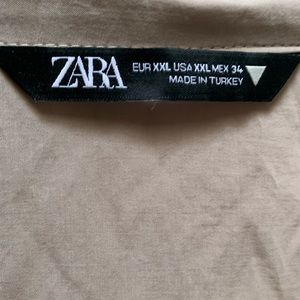 ZARA
EUR XXL USA XXL MEX 34
MADE IN TURKEY